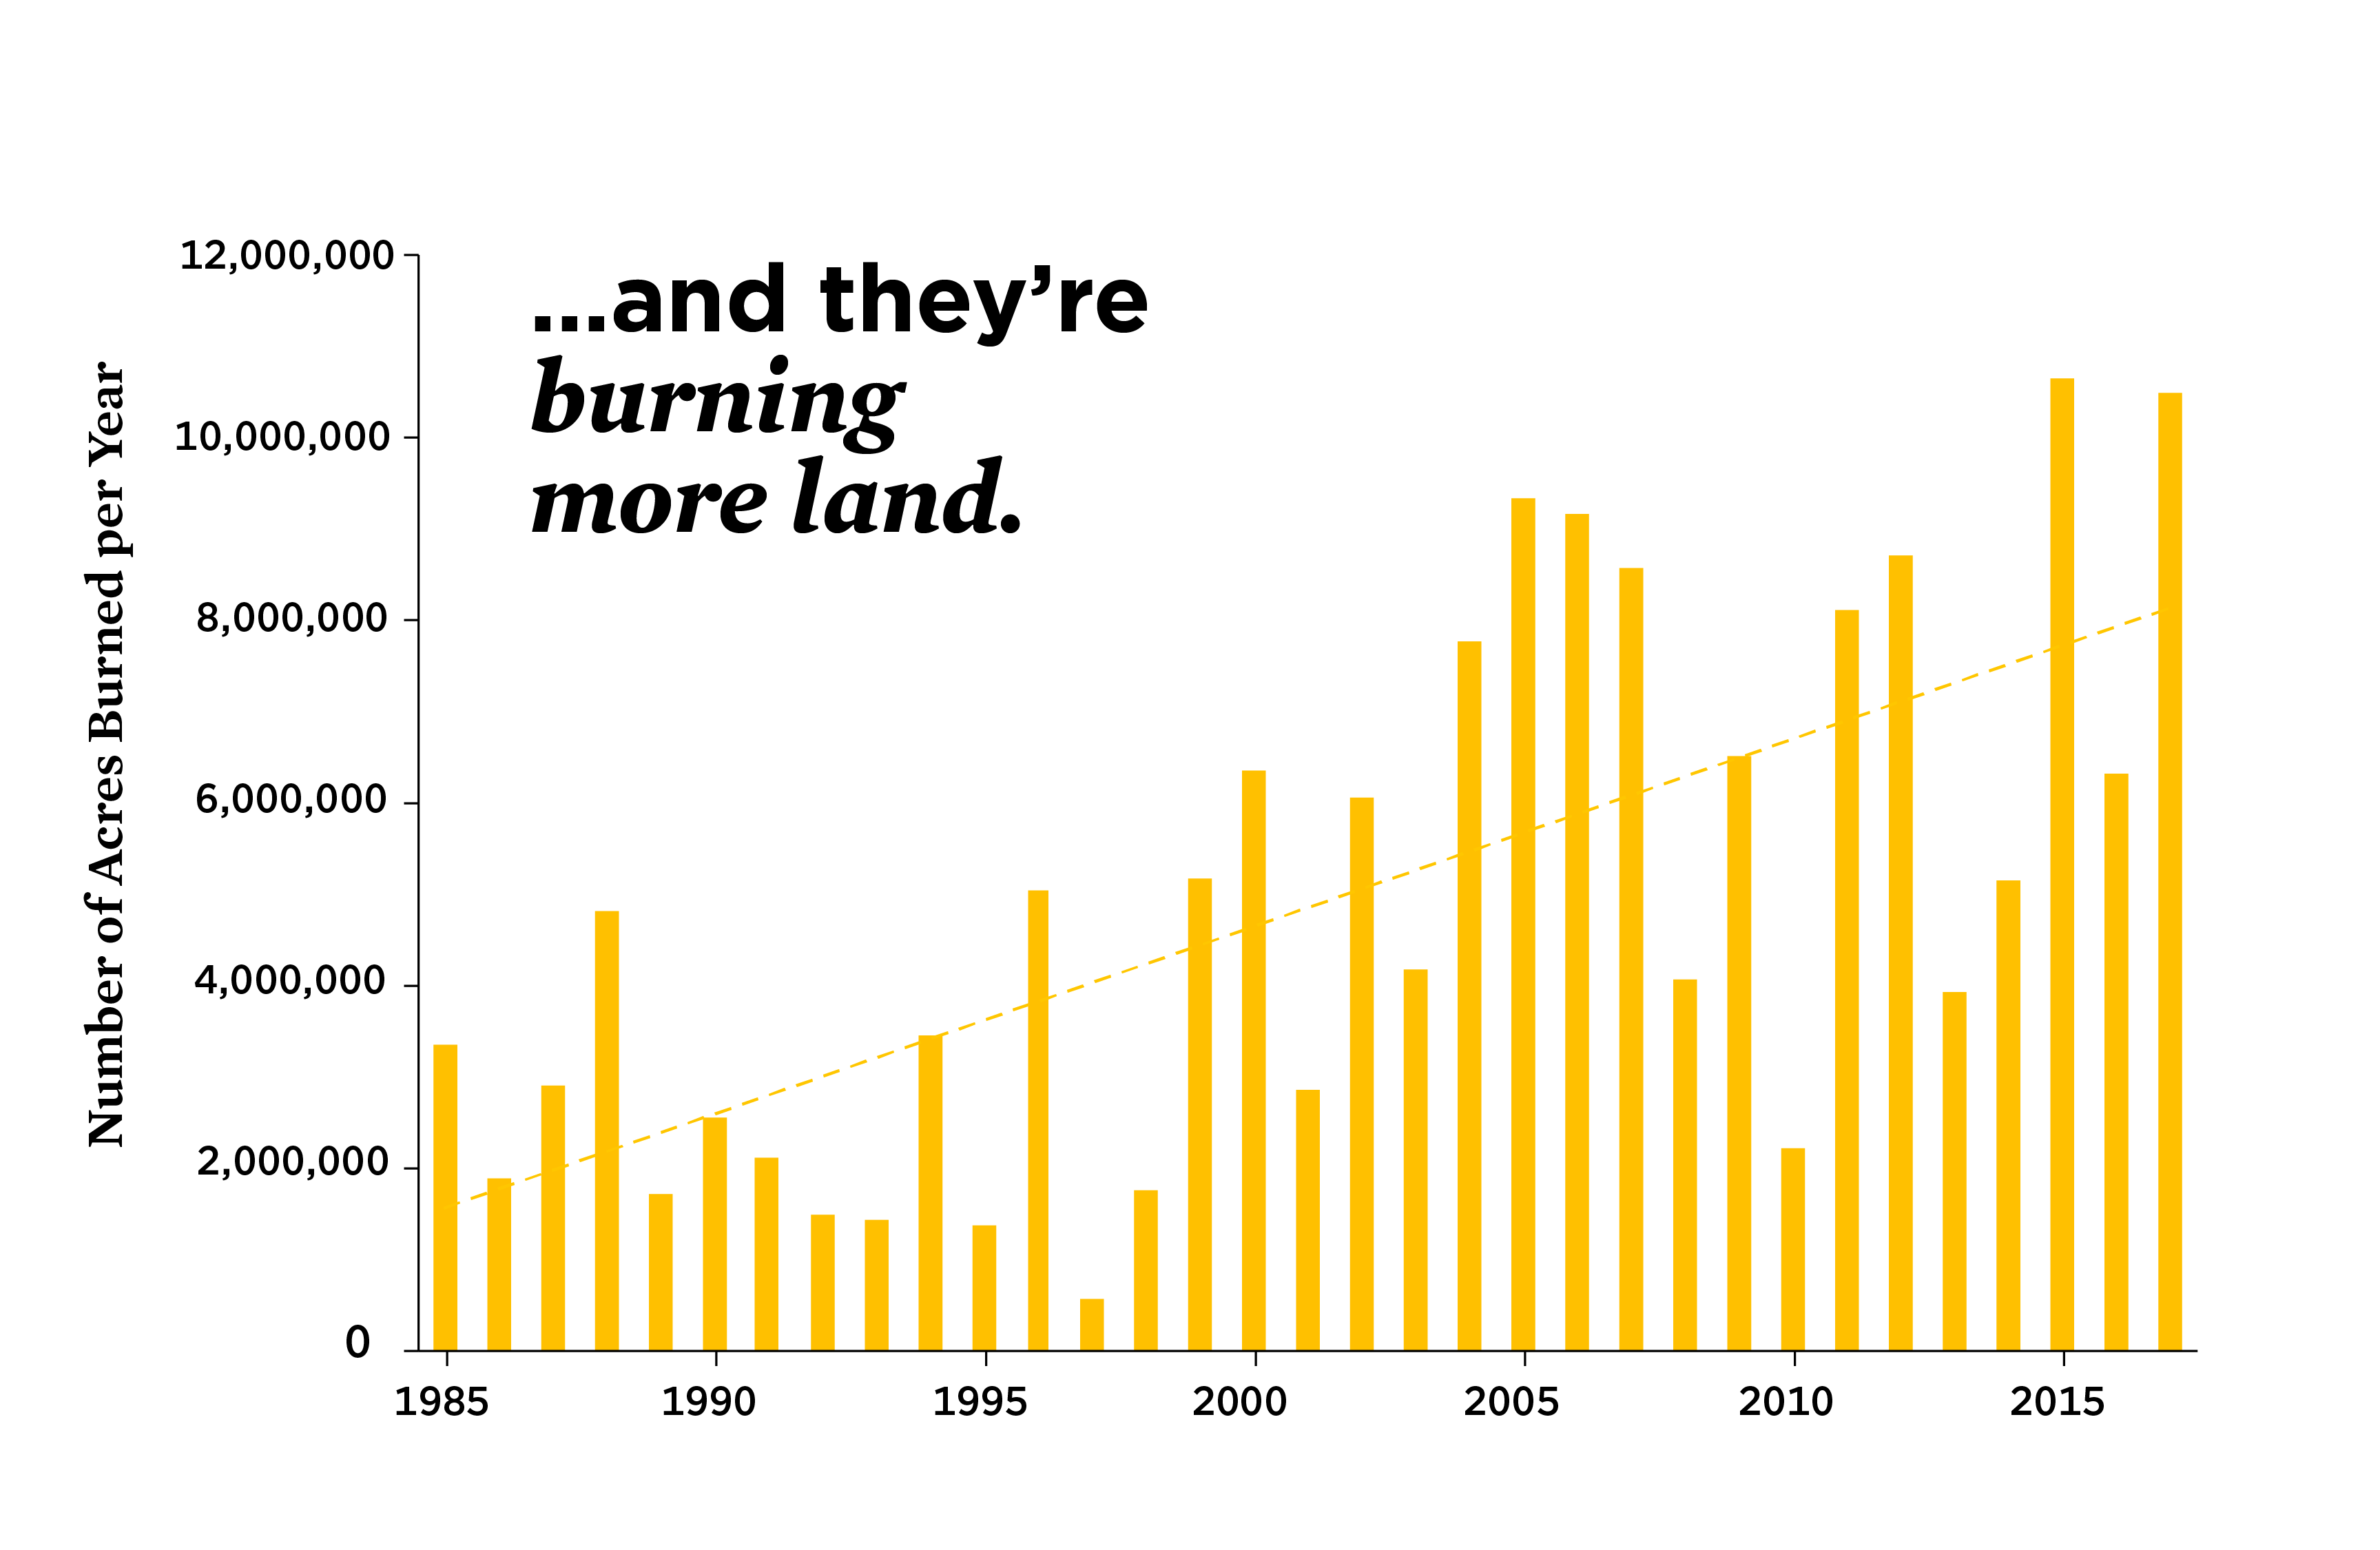 …and they’re
burning
more land.
Number of Acres Burned per Year
12,000,000
10,000,000
8,000,000
6,000,000
4,000,000
2,000,000
0
1985 1990 1995 2000 2005 2010 2015